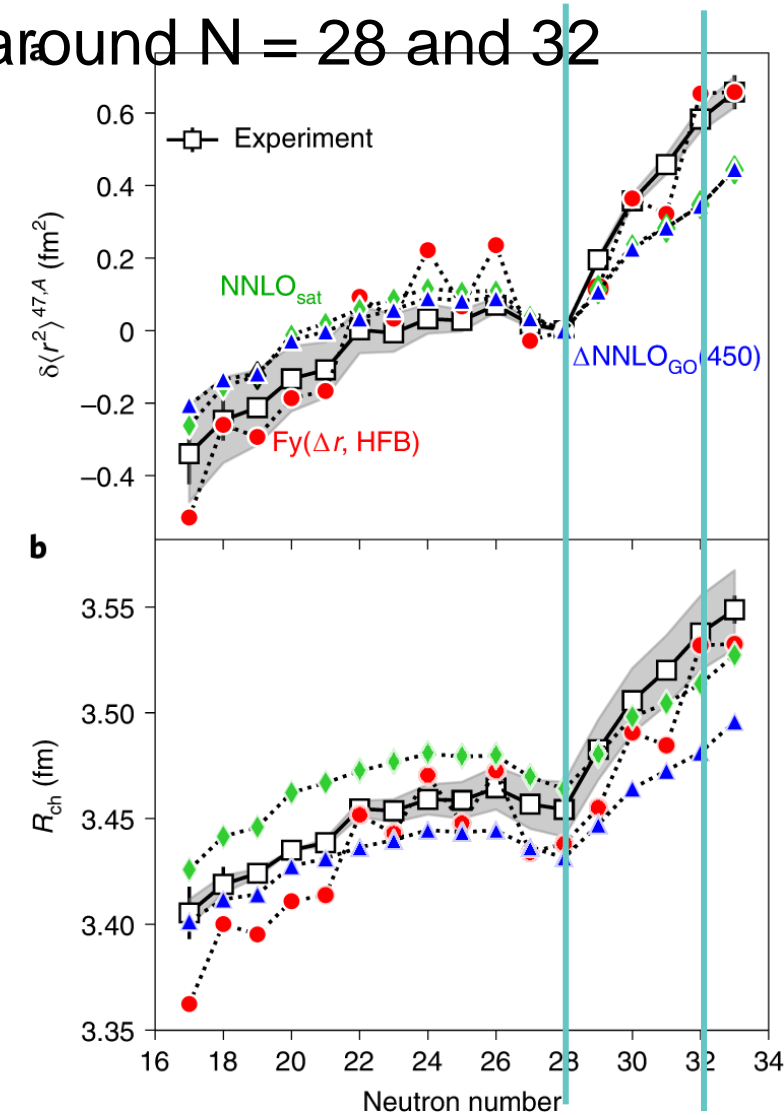 around N = 28 and 32
a
Experiment
0.6
0.4
0.2
0
–0.2
–0.4
δ⟨r²⟩⁴⁷,ᴬ (fm²)
NNLOsat
ΔNNLOGO(450)
Fy(Δr, HFB)
b
3.55
3.50
3.45
3.40
3.35
Rch (fm)
16 18 20 22 24 26 28 30 32 34
Neutron number